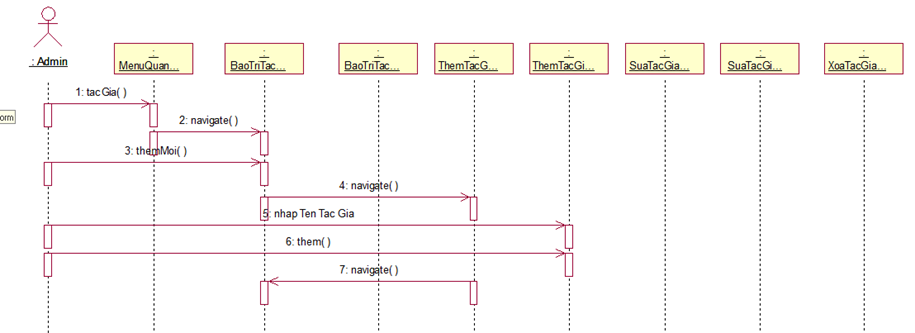 : Admin
:
MenuQuan...
:
BaoTriTac...
:
BaoTriTac...
:
ThemTacG...
:
ThemTacGi...
:
SuaTacGia...
:
SuaTacGi...
:
XoaTacGia...
1: tacGia( )
orm
2: navigate( )
3: themMoi( )
4: navigate( )
5: nhap Ten Tac Gia
6: them( )
7: navigate( )